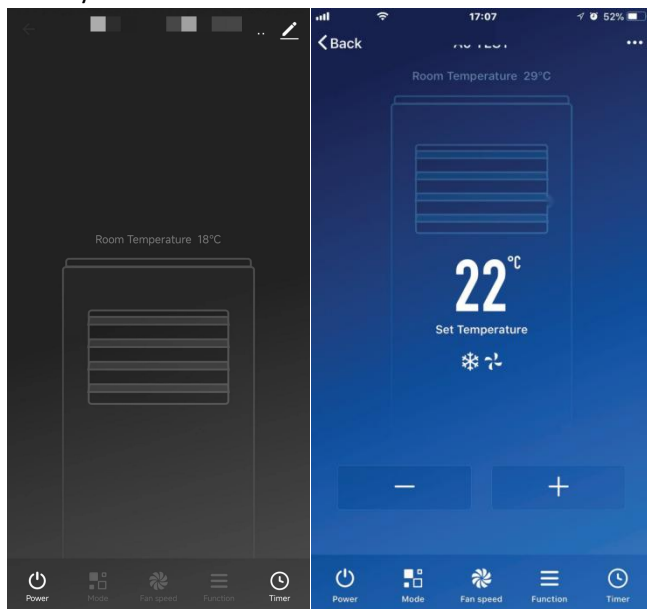 Room Temperature 18°C
Power
Mode
Fan speed
Function
Timer
17:07
52%
Back
Room Temperature 29°C
22°C
Set Temperature
Power
Mode
Fan speed
Function
Timer